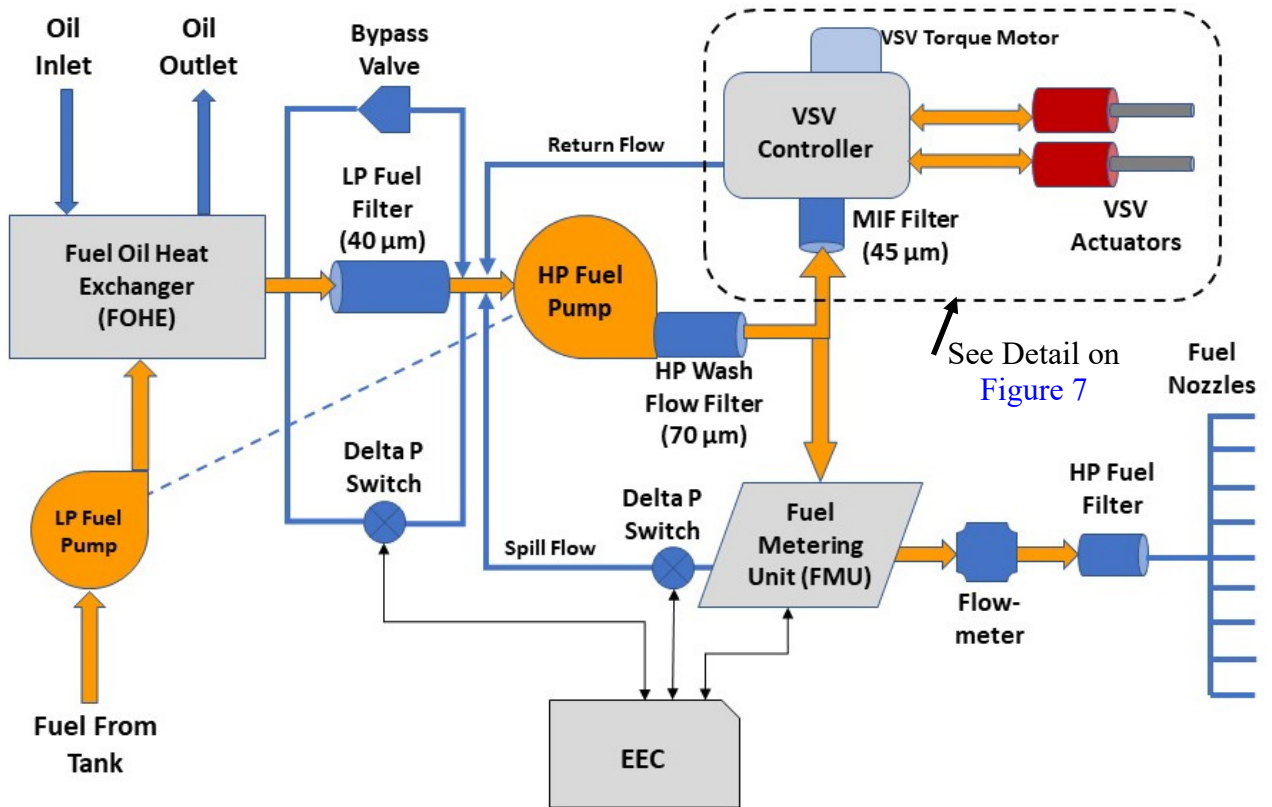 Oil
Inlet
Oil
Outlet
Bypass
Valve
VSV Torque Motor
VSV
Controller
Return Flow
LP Fuel
Filter
(40 µm)
MIF Filter
(45 µm)
VSV
Actuators
Fuel Oil Heat
Exchanger
(FOHE)
HP Fuel
Pump
HP Wash
Flow Filter
(70 µm)
See Detail on
Figure 7
Fuel
Nozzles
Delta P
Switch
LP Fuel
Pump
Delta P
Switch
Spill Flow
Fuel
Metering
Unit (FMU)
HP Fuel
Filter
Flow-
meter
Fuel From
Tank
EEC